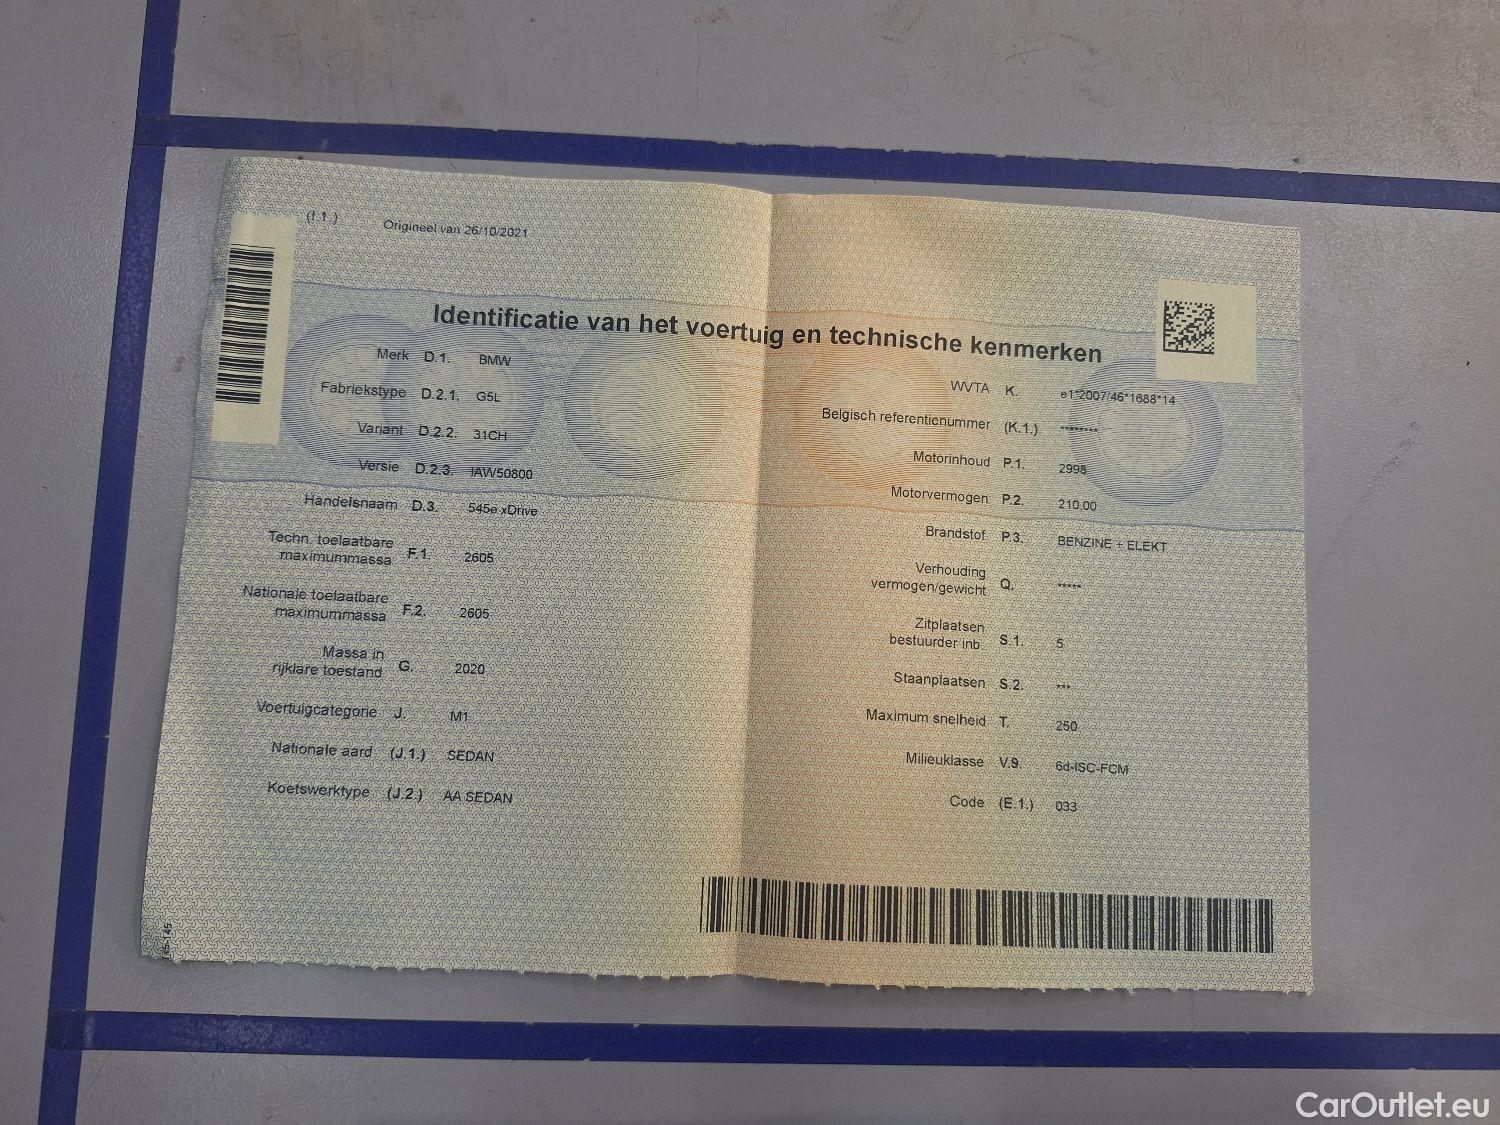 (I.1.) Origineel van 26/10/2021
Identificatie van het voertuig en technische kenmerken
Merk D.1. BMW
Fabriekstype D.2.1. G5L
Variant D.2.2. 31CH
Versie D.2.3. IAW50800
Handelsnaam D.3. 545e xDrive
Techn. toelaatbare
maximummassa F.1. 2605
Nationale toelaatbare
maximummassa F.2. 2605
Massa in
rijklare toestand G. 2020
Voertuigcategorie J. M1
Nationale aard (J.1.) SEDAN
Koetswerktype (J.2.) AA SEDAN
WVTA K. e1*2007/46*1688*14
Belgisch referentienummer (K.1.) ********
Motorinhoud P.1. 2998
Motorvermogen P.2. 210.00
Brandstof P.3. BENZINE + ELEKT
Verhouding
vermogen/gewicht Q. *****
Zitplaatsen
bestuurder inb. S.1. 5
Staanplaatsen S.2. ***
Maximum snelheid T. 250
Milieuklasse V.9. 6d-ISC-FCM
Code (E.1.) 033
CarOutlet.eu